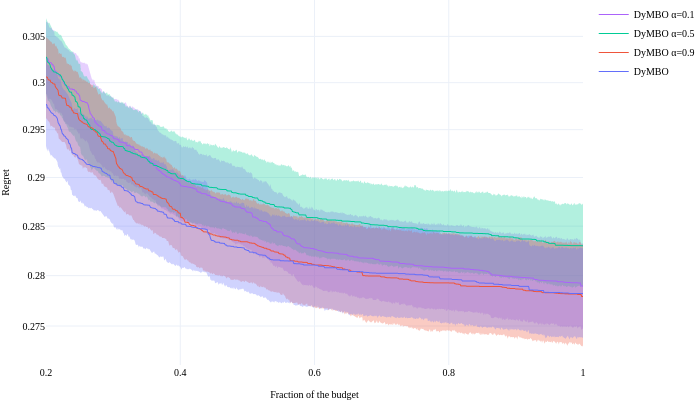 DyMBO α=0.1
DyMBO α=0.5
DyMBO α=0.9
DyMBO
0.305
0.3
0.295
0.29
0.285
0.28
0.275
Regret
0.2
0.4
0.6
0.8
1
Fraction of the budget